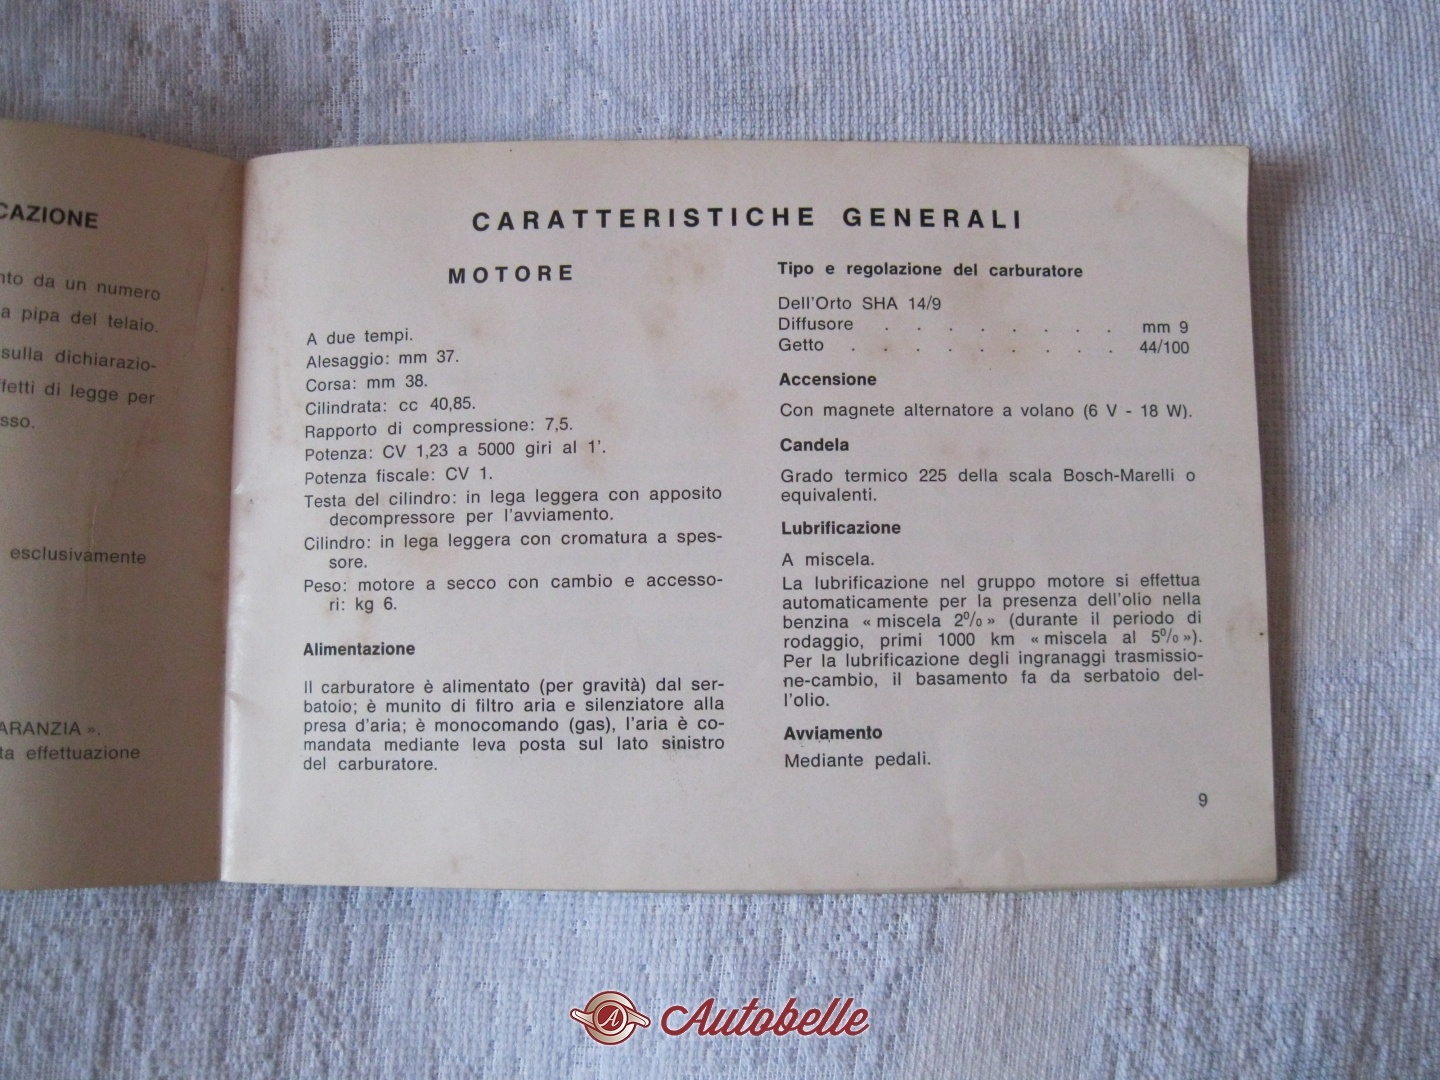 CAZIONE
nto da un numero
a pipa del telaio.
sulla dichiarazio-
ffetti di legge per
sso.
esclusivamente
ARANZIA ».
ta effettuazione
CARATTERISTICHE GENERALI
MOTORE
A due tempi.
Alesaggio: mm 37.
Corsa: mm 38.
Cilindrata: cc 40,85.
Rapporto di compressione: 7,5.
Potenza: CV 1,23 a 5000 giri al 1'.
Potenza fiscale: CV 1.
Testa del cilindro: in lega leggera con apposito
decompressore per l'avviamento.
Cilindro: in lega leggera con cromatura a spes-
sore.
Peso: motore a secco con cambio e accesso-
ri: kg 6.
Alimentazione
Il carburatore è alimentato (per gravità) dal ser-
batoio; è munito di filtro aria e silenziatore alla
presa d'aria; è monocomando (gas), l'aria è co-
mandata mediante leva posta sul lato sinistro
del carburatore.
Tipo e regolazione del carburatore
Dell'Orto SHA 14/9
Diffusore . . . . . . . . mm 9
Getto . . . . . . . . . 44/100
Accensione
Con magnete alternatore a volano (6 V - 18 W).
Candela
Grado termico 225 della scala Bosch-Marelli o
equivalenti.
Lubrificazione
A miscela.
La lubrificazione nel gruppo motore si effettua
automaticamente per la presenza dell'olio nella
benzina « miscela 2% » (durante il periodo di
rodaggio, primi 1000 km « miscela al 5% »).
Per la lubrificazione degli ingranaggi trasmissio-
ne-cambio, il basamento fa da serbatoio del-
l'olio.
Avviamento
Mediante pedali.
9
A Autobelle